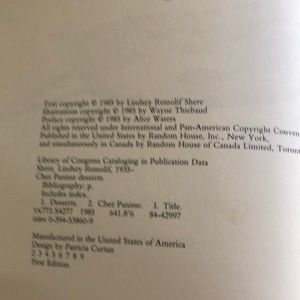 Text copyright © 1985 by Lindsey Remolif Shere
Illustrations copyright © 1985 by Wayne Thiebaud
Preface copyright © 1985 by Alice Waters
All rights reserved under International and Pan-American Copyright Conven
Published in the United States by Random House, Inc., New York,
and simultaneously in Canada by Random House of Canada Limited, Toron
Library of Congress Cataloging in Publication Data
Shere, Lindsey Remolif, 1935–
Chez Panisse desserts.
Bibliography: p.
Includes index.
1. Desserts. 2. Chez Panisse. I. Title.
TX773.S4277 1985 641.8'6 84-42997
ISBN 0-394-53860-9
Manufactured in the United States of America
Design by Patricia Curtan
2 3 4 5 6 7 8 9
First Edition